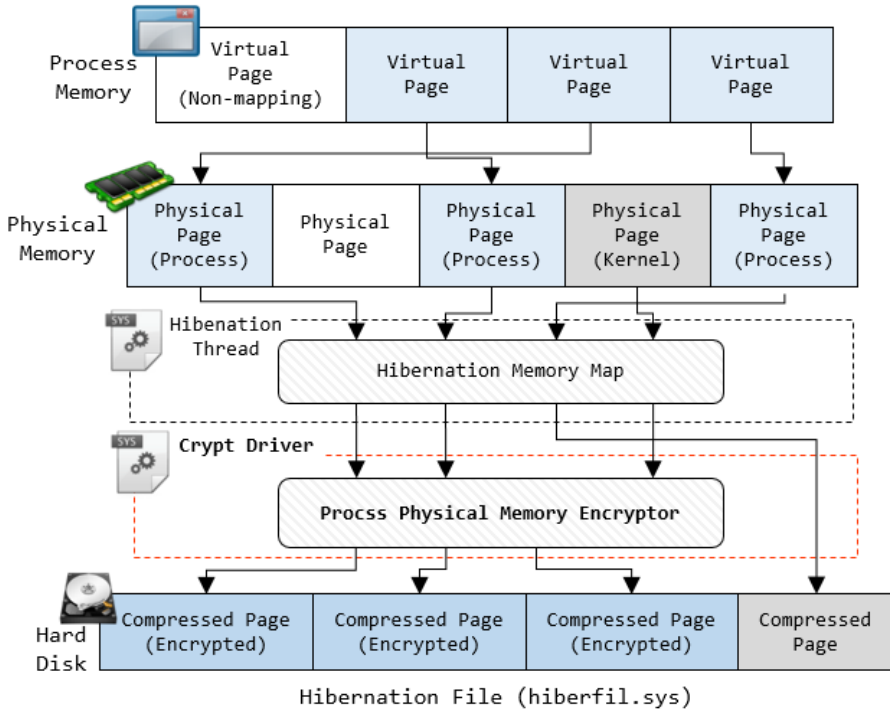 Process
Memory
Virtual
Page
(Non-mapping)
Virtual
Page
Virtual
Page
Virtual
Page
Physical
Memory
Physical
Page
(Process)
Physical
Page
Physical
Page
(Process)
Physical
Page
(Kernel)
Physical
Page
(Process)
SYS
Hibenation
Thread
Hibernation Memory Map
SYS
Crypt Driver
Procss Physical Memory Encryptor
Hard
Disk
Compressed Page
(Encrypted)
Compressed Page
(Encrypted)
Compressed Page
(Encrypted)
Compressed
Page
Hibernation File (hiberfil.sys)